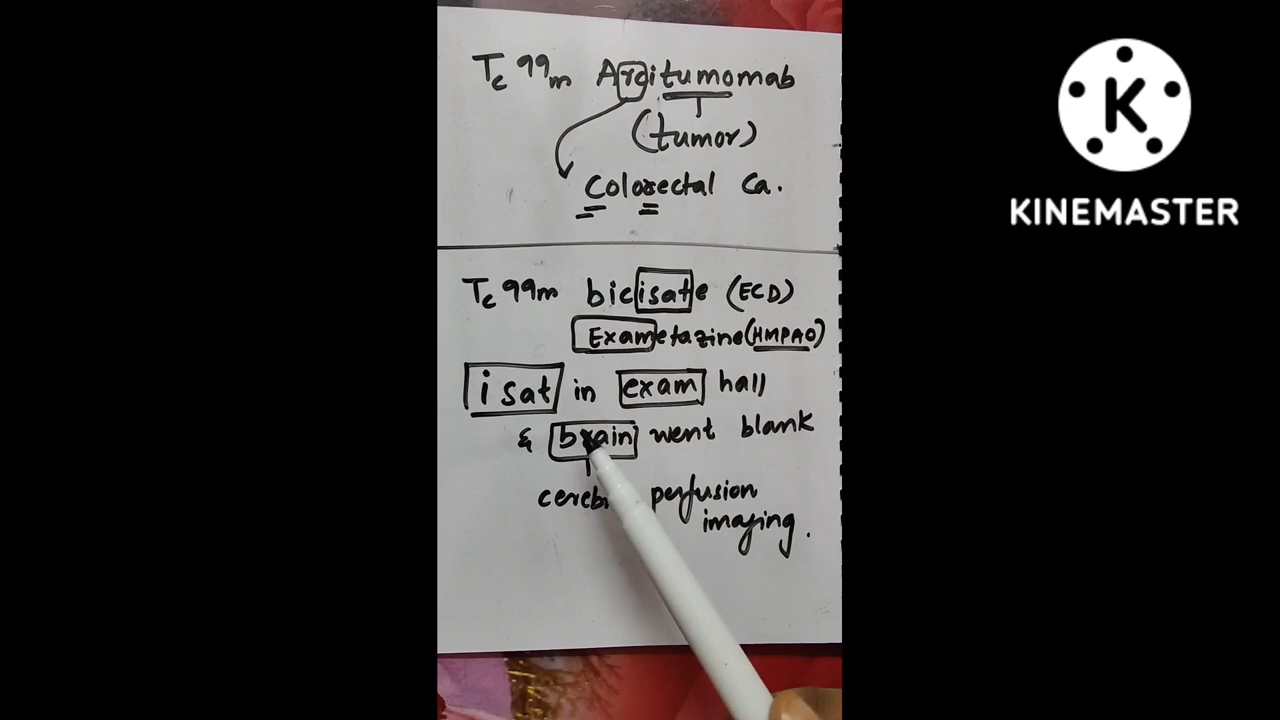 Tc 99m Arcitumomab
(tumor)
Colorectal Ca.
Tc 99m bicisate (ECD)
Exametazine (HMPAO)
i sat in exam hall
& brain went blank
cerebr perfusion
imaging.
K
KINEMASTER